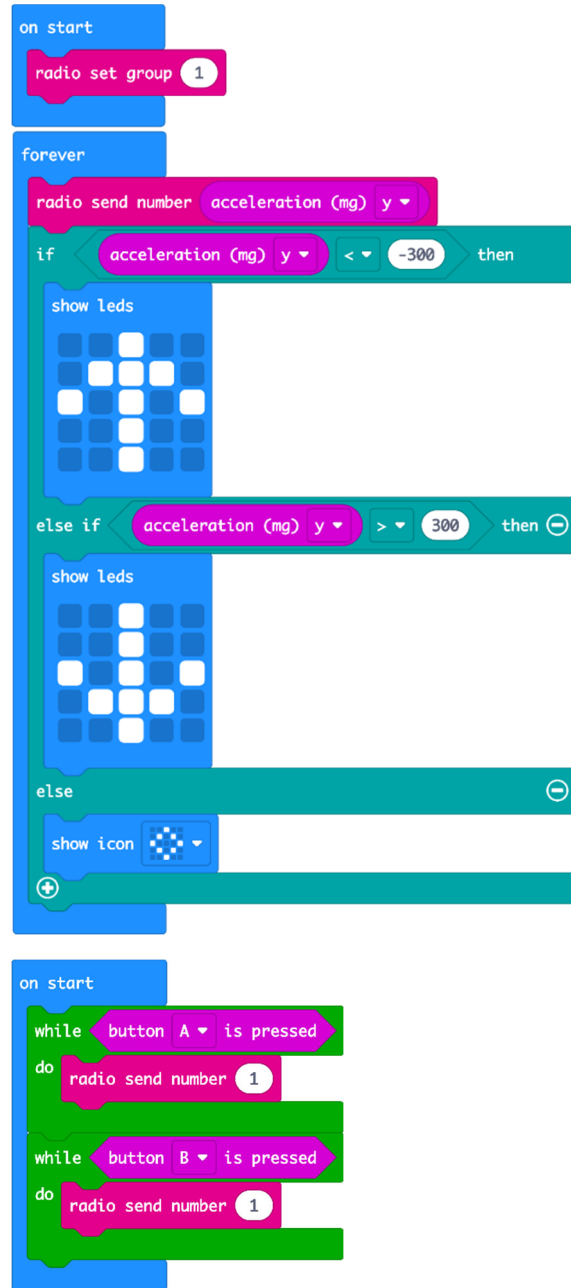 on start
radio set group 1
forever
radio send number acceleration (mg) y
if acceleration (mg) y < -300 then
show leds
else if acceleration (mg) y > 300 then
show leds
else
show icon
on start
while button A is pressed
do
radio send number 1
while button B is pressed
do
radio send number 1